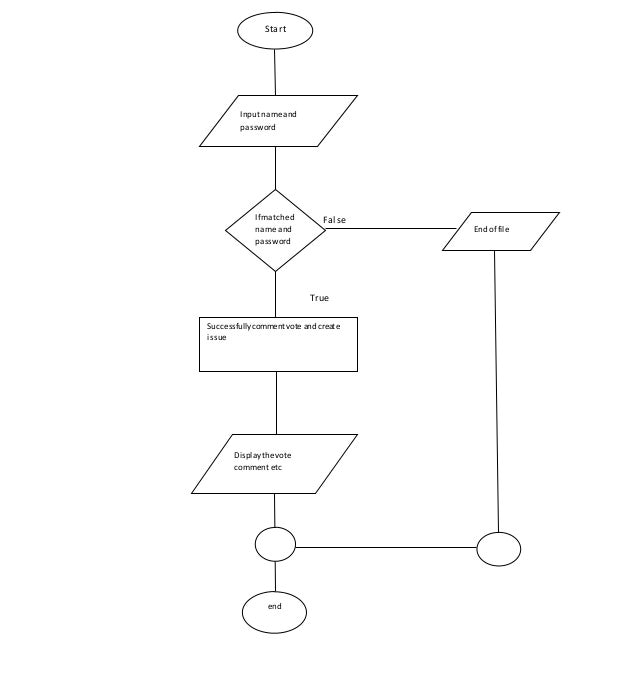 Start
Input name and
password
If matched
name and
password
False
End of file
True
Successfully comment vote and create
issue
Display the vote
comment etc
end